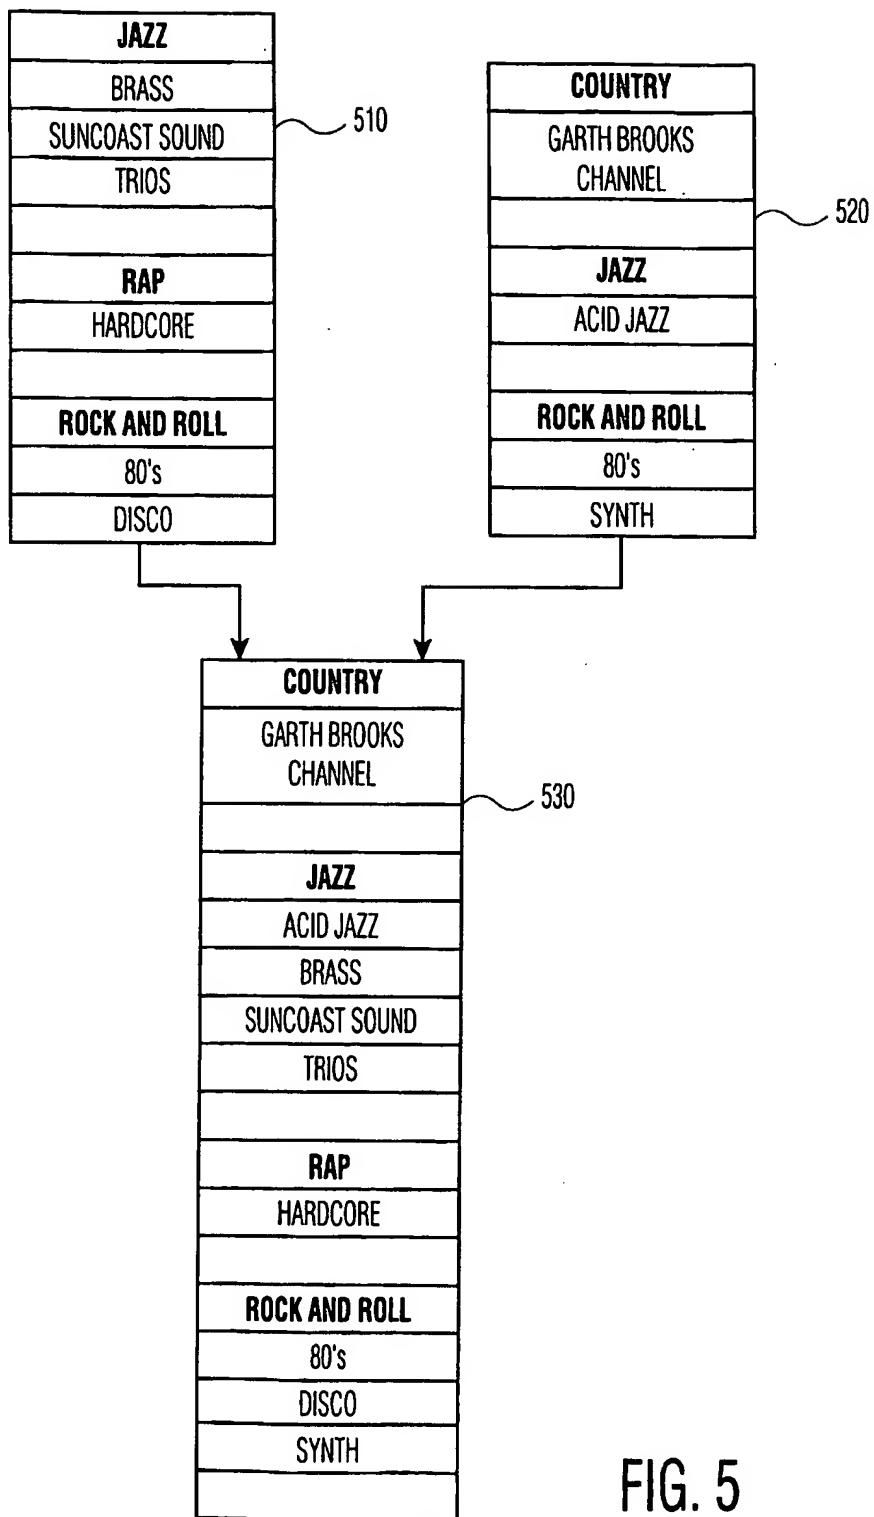 JAZZ
BRASS
SUNCOAST SOUND
TRIOS
RAP
HARDCORE
ROCK AND ROLL
80's
DISCO
510
COUNTRY
GARTH BROOKS
CHANNEL
JAZZ
ACID JAZZ
ROCK AND ROLL
80's
SYNTH
520
COUNTRY
GARTH BROOKS
CHANNEL
JAZZ
ACID JAZZ
BRASS
SUNCOAST SOUND
TRIOS
RAP
HARDCORE
ROCK AND ROLL
80's
DISCO
SYNTH
530
FIG. 5